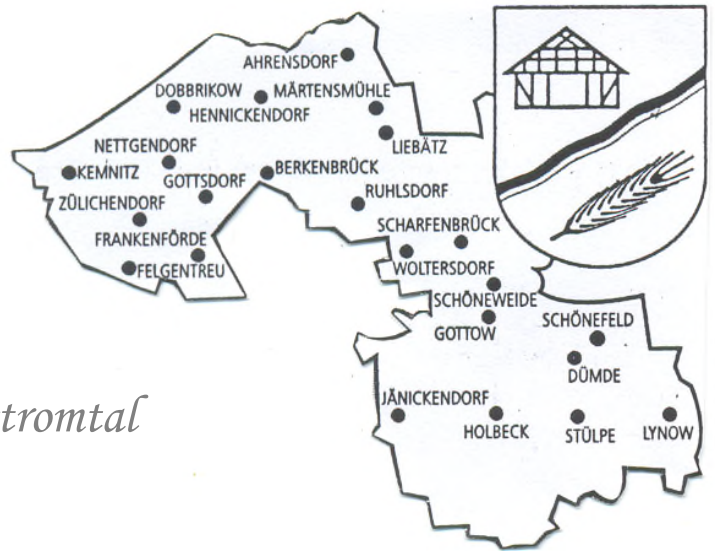 AHRENSDORF
DOBBRIKOW
MÄRTENSMÜHLE
HENNICKENDORF
NETTGENDORF
LIEBÄTZ
KEMNITZ
GOTTSDORF
BERKENBRÜCK
ZÜLICHENDORF
RUHLSDORF
SCHARFENBRÜCK
FRANKENFÖRDE
FELGENTREU
WOLTERSDORF
SCHÖNEWEIDE
GOTTOW
SCHÖNEFELD
DÜMDE
JÄNICKENDORF
tromtal
HOLBECK
STÜLPE
LYNOW